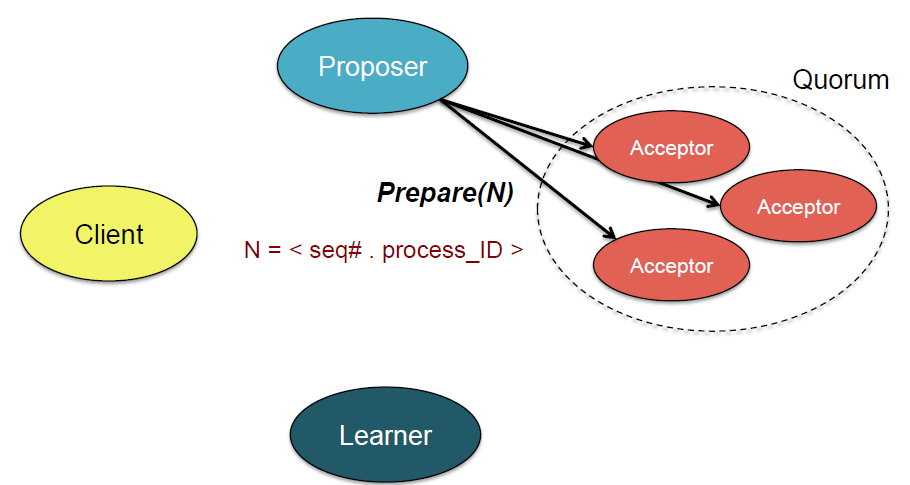 Proposer
Quorum
Acceptor
Prepare(N)
Acceptor
Client
N = < seq# . process_ID >
Acceptor
Learner